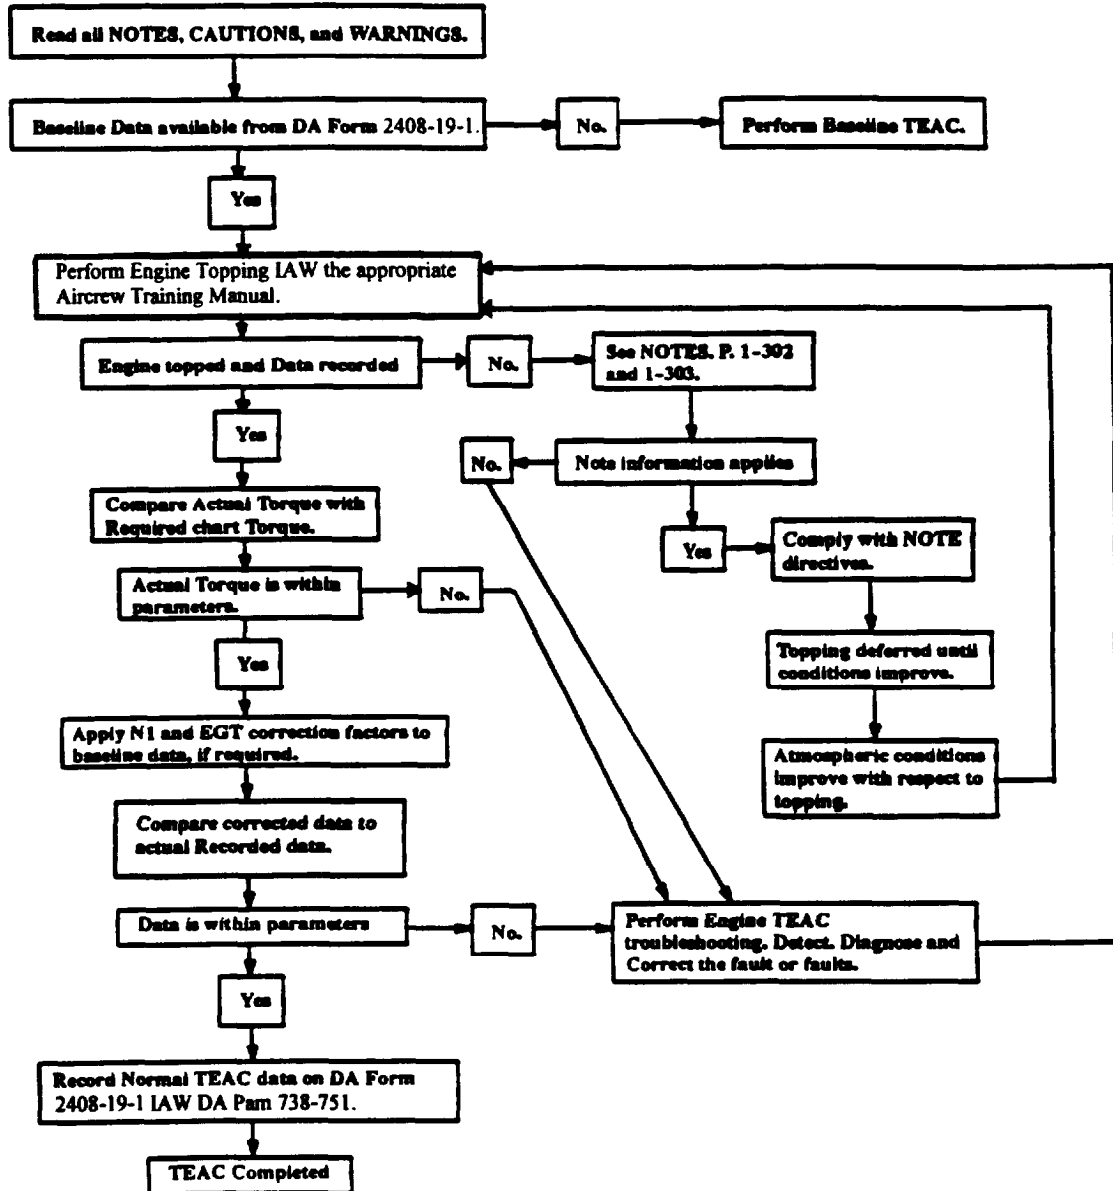 Read all NOTES, CAUTIONS, and WARNINGS.
Baseline Data available from DA Form 2408-19-1.
No.
Perform Baseline TEAC.
Yes
Perform Engine Topping IAW the appropriate
Aircrew Training Manual.
Engine topped and Data recorded
No.
See NOTES. P. 1-302
and 1-303.
Yes
No.
Note information applies
Compare Actual Torque with
Required chart Torque.
Yes
Comply with NOTE
directives.
Actual Torque is within
parameters.
No.
Yes
Topping deferred until
conditions improve.
Apply N1 and EGT correction factors to
baseline data, if required.
Atmospheric conditions
improve with respect to
topping.
Compare corrected data to
actual Recorded data.
Data is within parameters
No.
Perform Engine TEAC
troubleshooting. Detect. Diagnose and
Correct the fault or faults.
Yes
Record Normal TEAC data on DA Form
2408-19-1 IAW DA Pam 738-751.
TEAC Completed